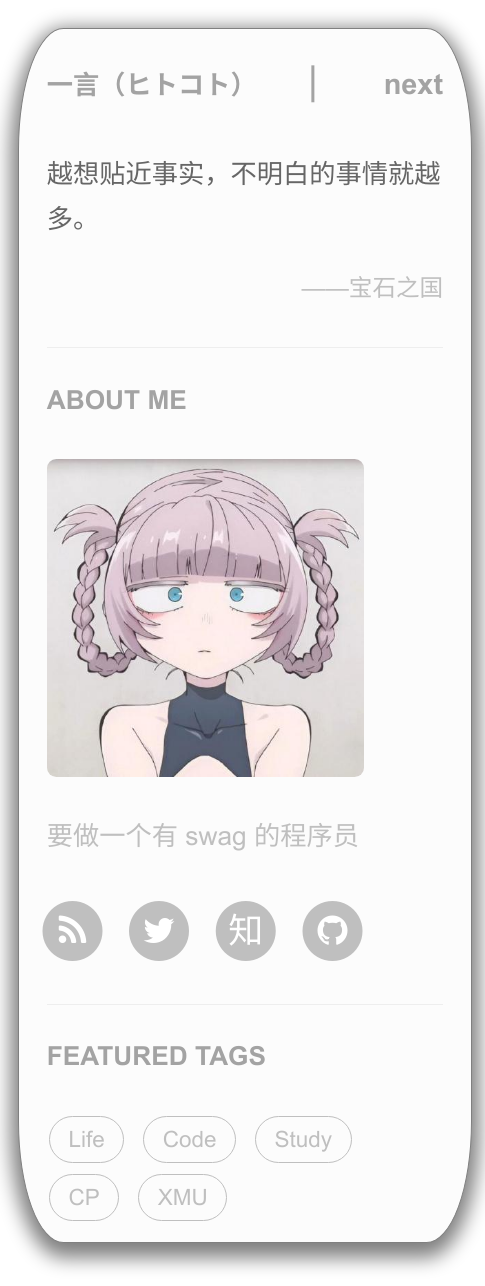 一言（ヒトコト） | next
越想贴近事实，不明白的事情就越
多。
——宝石之国
ABOUT ME
要做一个有 swag 的程序员
知
FEATURED TAGS
Life Code Study
CP XMU